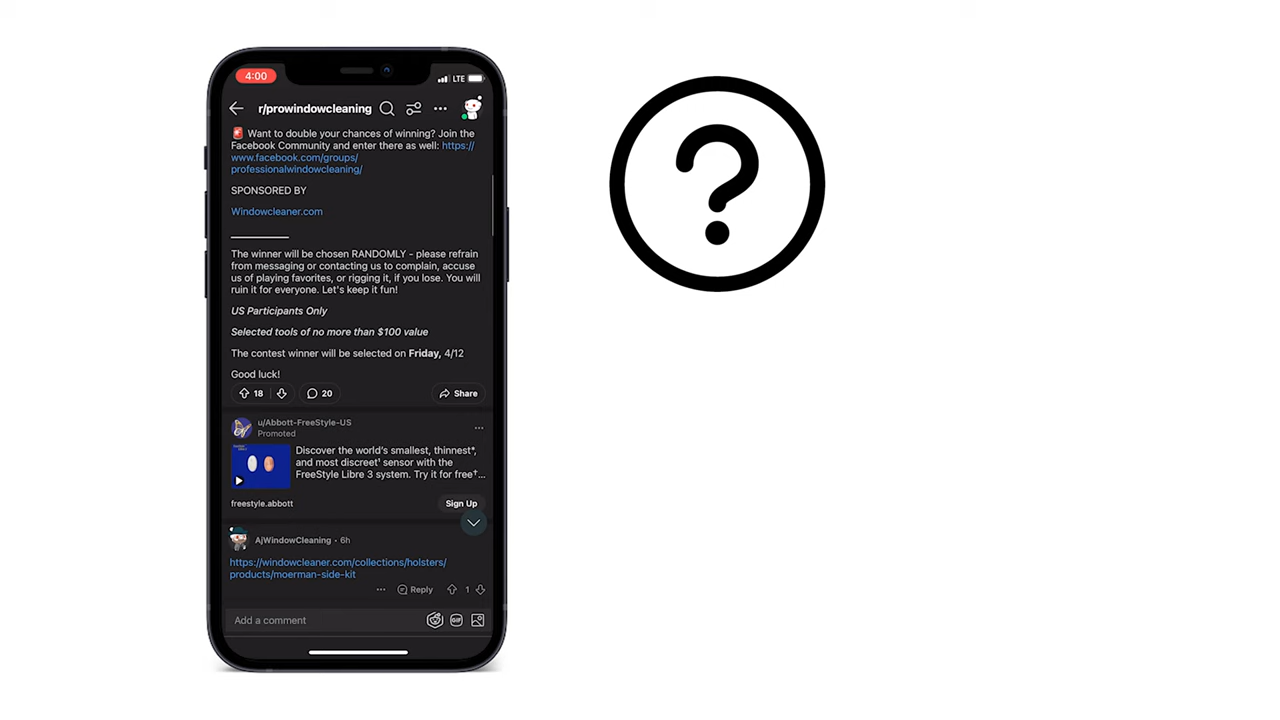 4:00
LTE
r/prowindowcleaning
🚨 Want to double your chances of winning? Join the
Facebook Community and enter there as well: https://
www.facebook.com/groups/
professionalwindowcleaning/
SPONSORED BY
Windowcleaner.com
The winner will be chosen RANDOMLY - please refrain
from messaging or contacting us to complain, accuse
us of playing favorites, or rigging it, if you lose. You will
ruin it for everyone. Let's keep it fun!
US Participants Only
Selected tools of no more than $100 value
The contest winner will be selected on Friday, 4/12
Good luck!
18
20
Share
u/Abbott-FreeStyle-US
Promoted
Discover the world's smallest, thinnest*,
and most discreet† sensor with the
FreeStyle Libre 3 system. Try it for free†...
freestyle.abbott
Sign Up
AjWindowCleaning • 6h
https://windowcleaner.com/collections/holsters/
products/moerman-side-kit
Reply
1
Add a comment
GIF
?